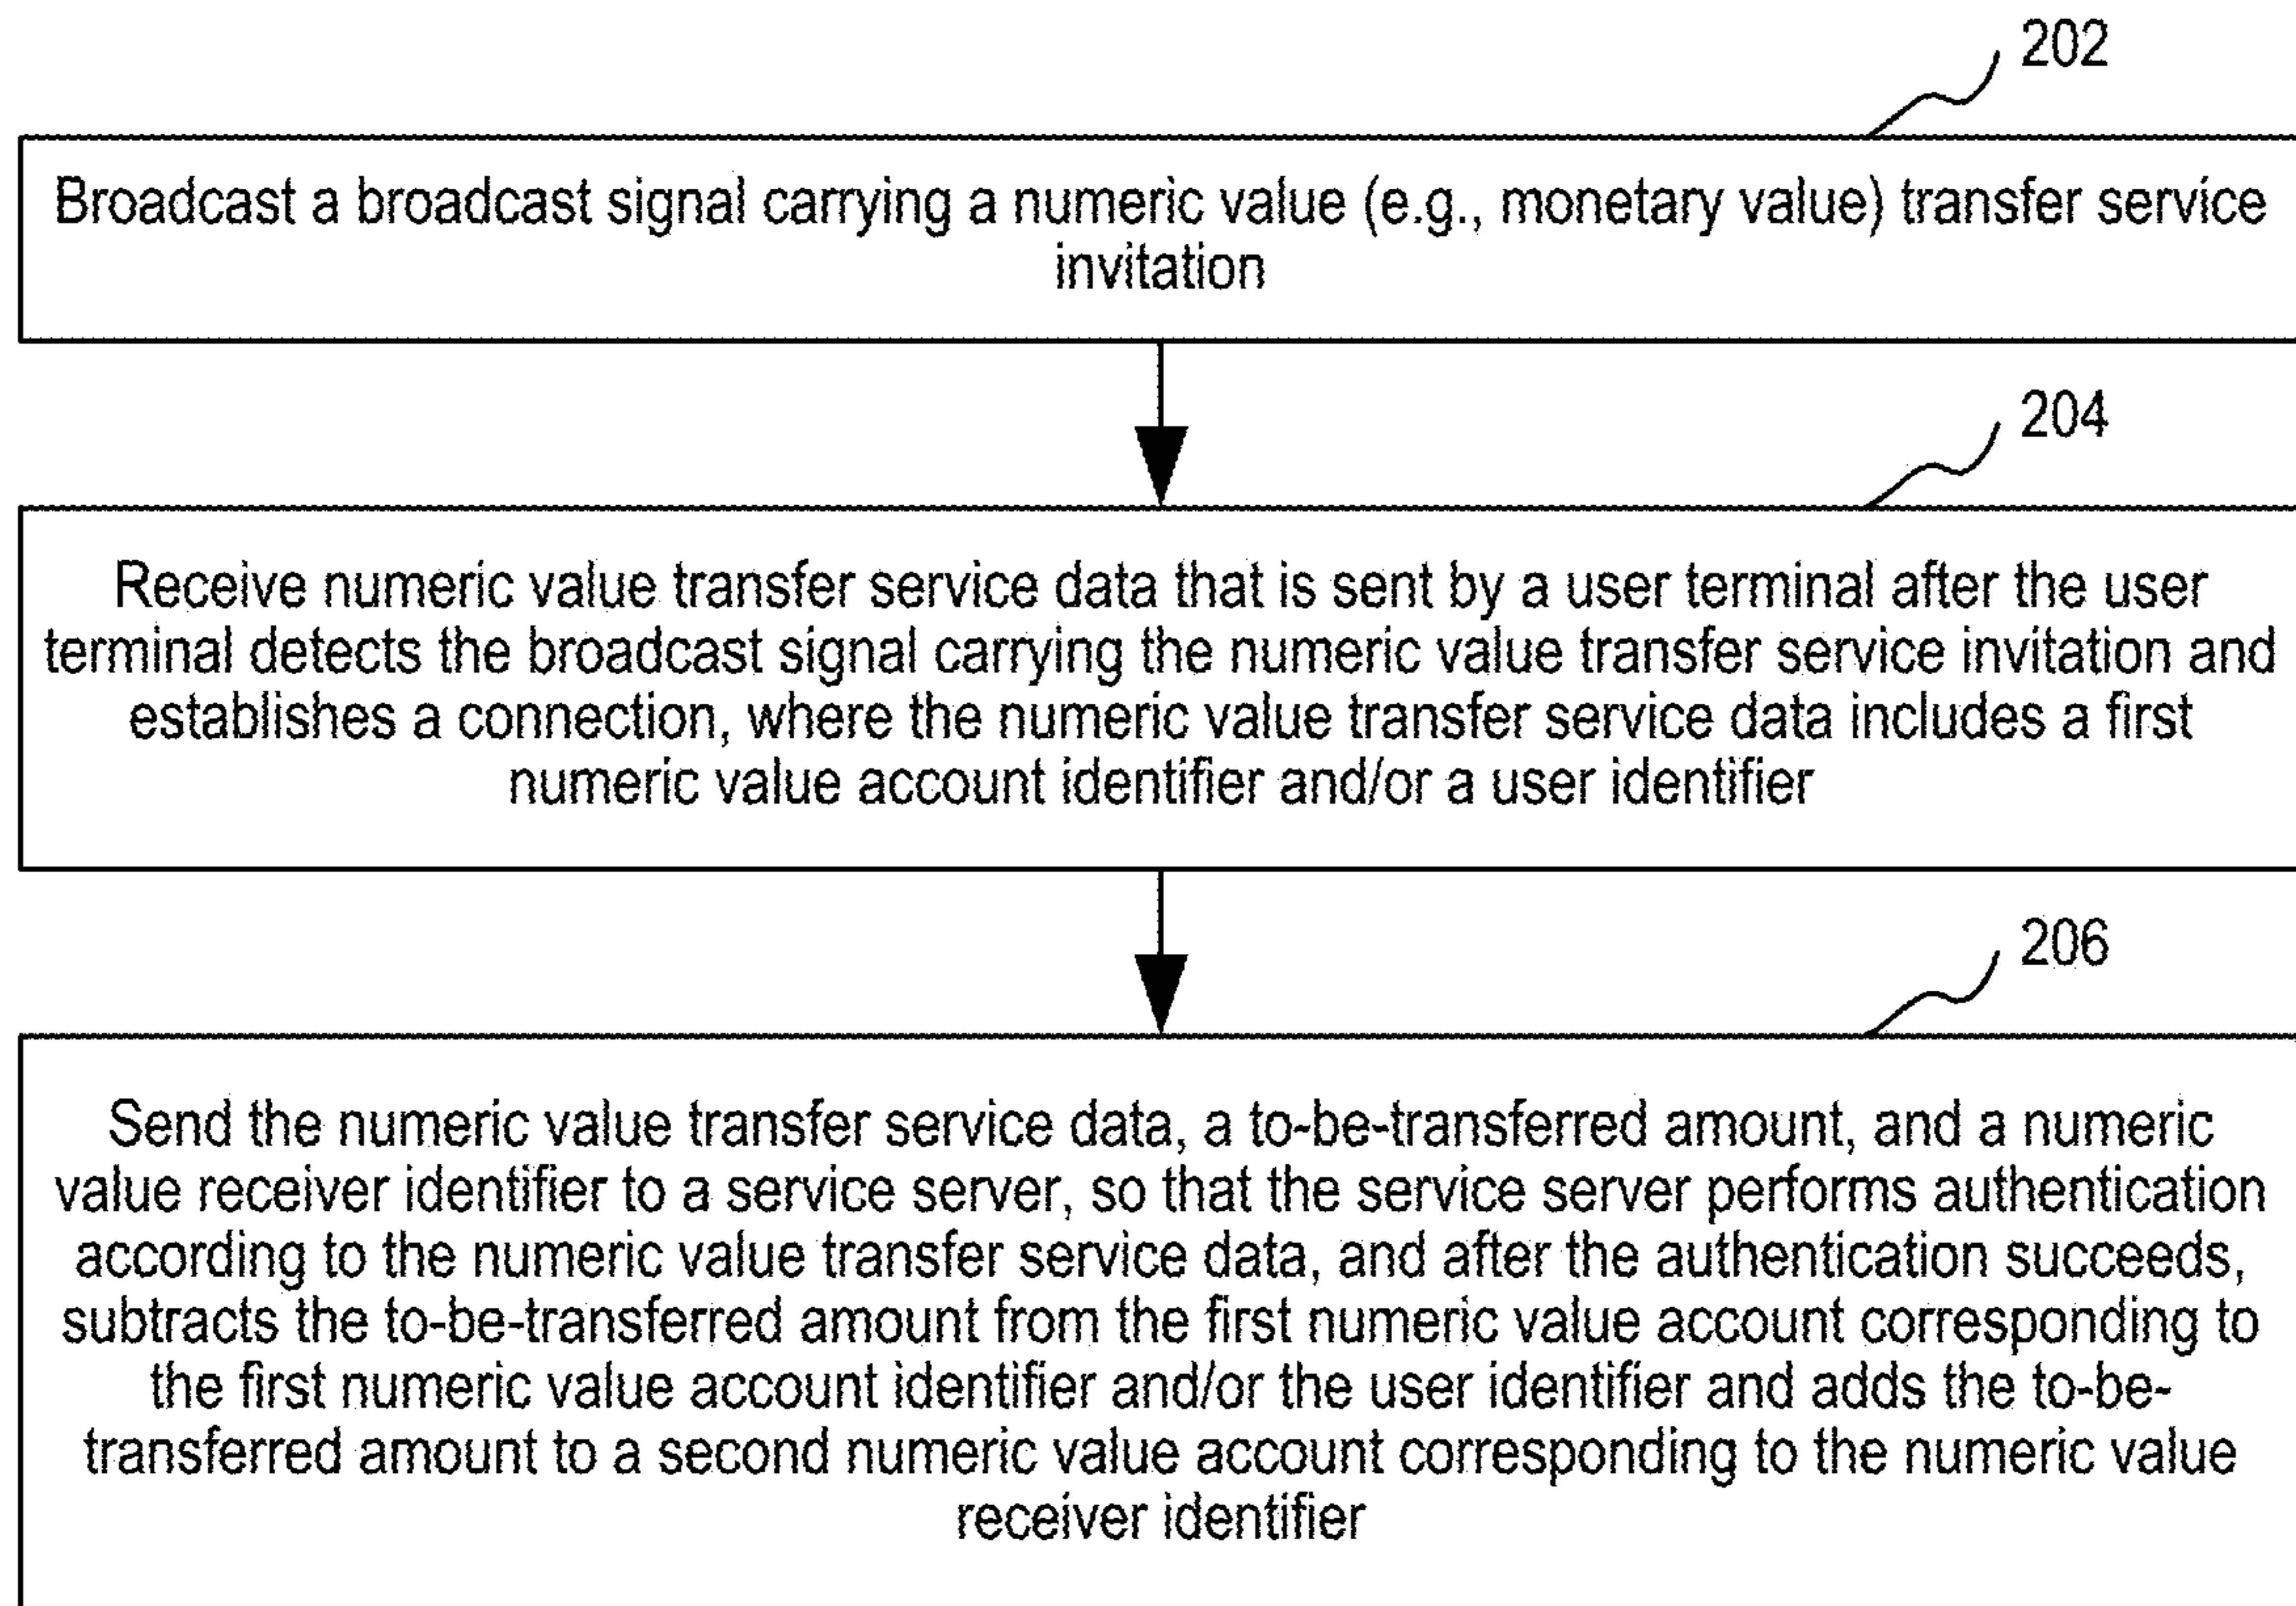 202
Broadcast a broadcast signal carrying a numeric value (e.g., monetary value) transfer service
invitation
204
Receive numeric value transfer service data that is sent by a user terminal after the user
terminal detects the broadcast signal carrying the numeric value transfer service invitation and
establishes a connection, where the numeric value transfer service data includes a first
numeric value account identifier and/or a user identifier
206
Send the numeric value transfer service data, a to-be-transferred amount, and a numeric
value receiver identifier to a service server, so that the service server performs authentication
according to the numeric value transfer service data, and after the authentication succeeds,
subtracts the to-be-transferred amount from the first numeric value account corresponding to
the first numeric value account identifier and/or the user identifier and adds the to-be-
transferred amount to a second numeric value account corresponding to the numeric value
receiver identifier